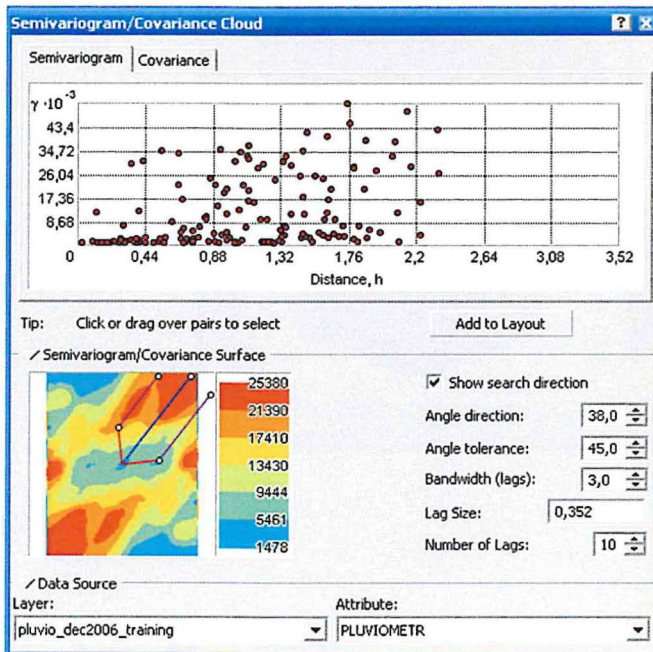 Semivariogram/Covariance Cloud
Semivariogram Covariance
γ ·10⁻³
43,4
34,72
26,04
17,36
8,68
0 0,44 0,88 1,32 1,76 2,2 2,64 3,08 3,52
Distance, h
Tip: Click or drag over pairs to select Add to Layout
Semivariogram/Covariance Surface
25380
21390
17410
13430
9444
5461
1478
Show search direction
Angle direction: 38,0
Angle tolerance: 45,0
Bandwidth (lags): 3,0
Lag Size: 0,352
Number of Lags: 10
Data Source
Layer: Attribute:
pluvio_dec2006_training PLUVIOMETR